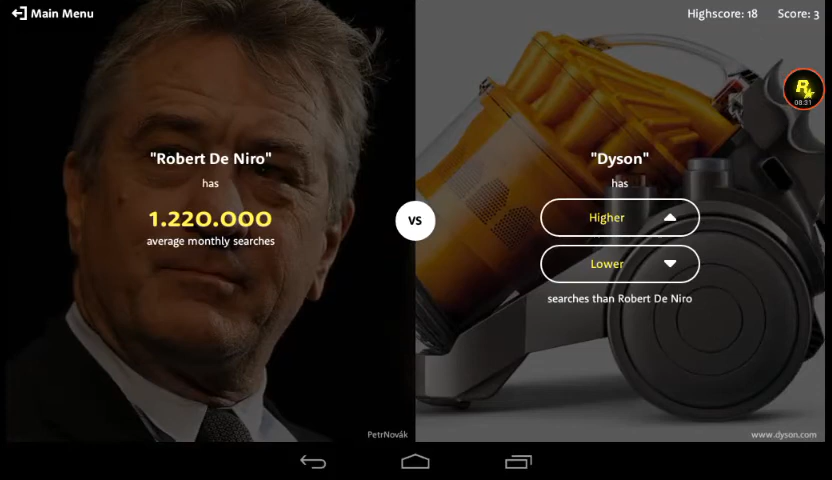 Main Menu
Highscore: 18
Score: 3
R
08:31
"Robert De Niro"
has
1.220.000
average monthly searches
VS
"Dyson"
has
Higher
Lower
searches than Robert De Niro
PetrNovák
www.dyson.com